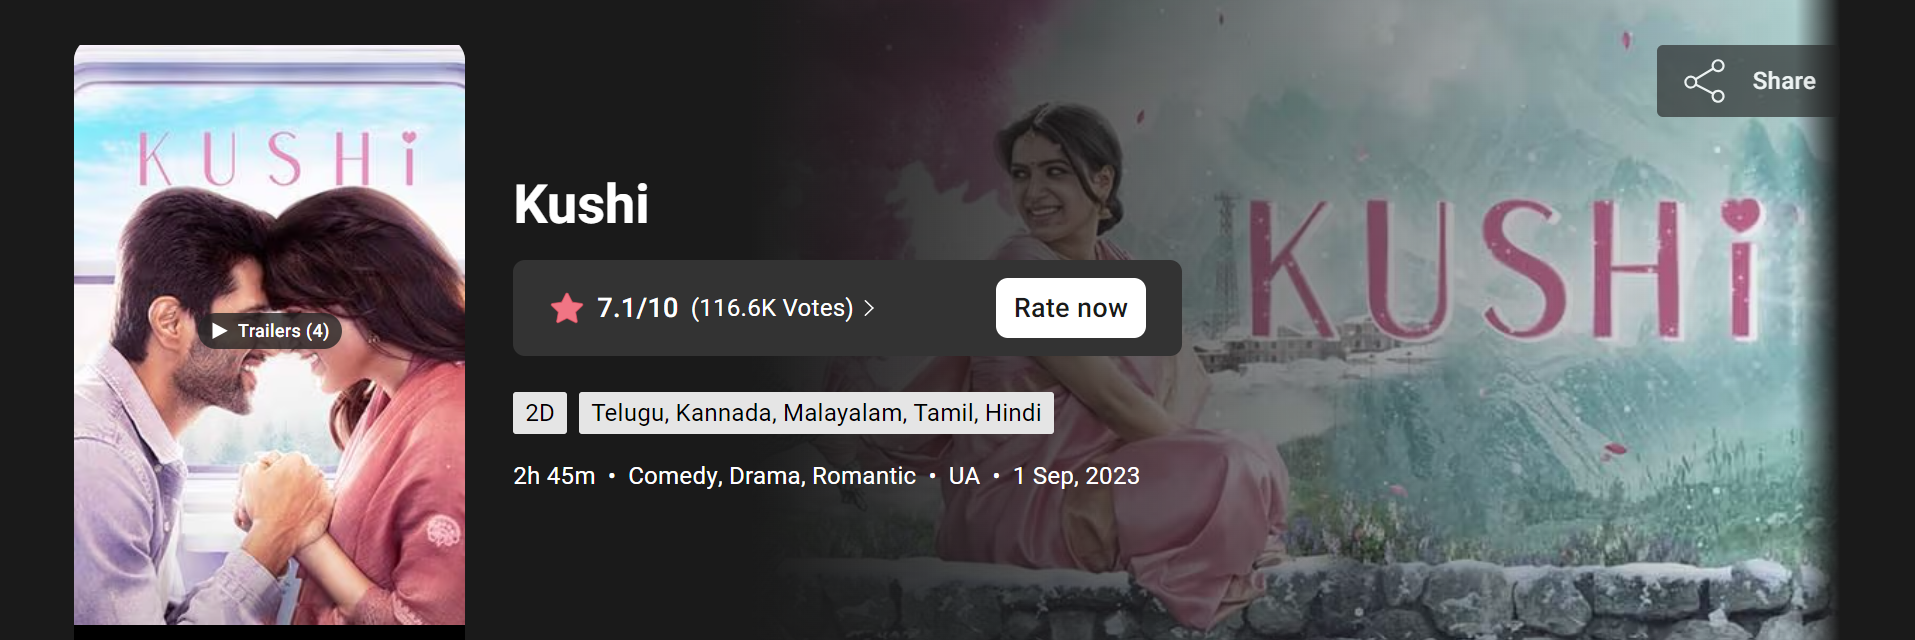 KUSHi
Trailers (4)
Kushi
7.1/10 (116.6K Votes)
Rate now
2D
Telugu, Kannada, Malayalam, Tamil, Hindi
2h 45m • Comedy, Drama, Romantic • UA • 1 Sep, 2023
Share
KUSHi